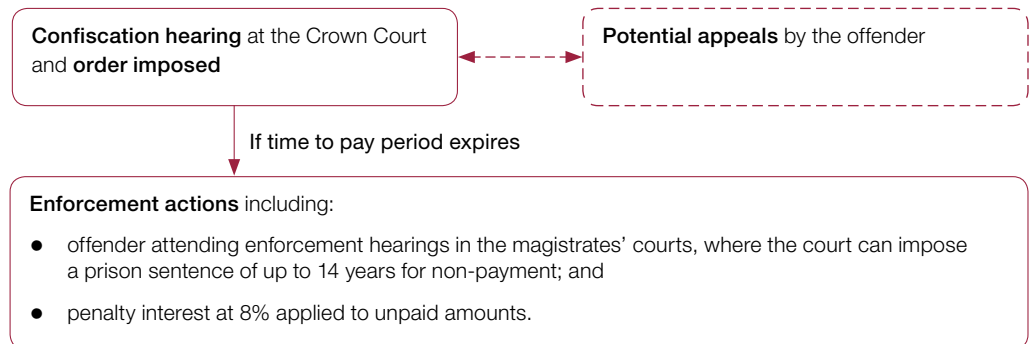 Confiscation hearing at the Crown Court
and order imposed
Potential appeals by the offender
If time to pay period expires
Enforcement actions including:
● offender attending enforcement hearings in the magistrates’ courts, where the court can impose
a prison sentence of up to 14 years for non-payment; and
● penalty interest at 8% applied to unpaid amounts.